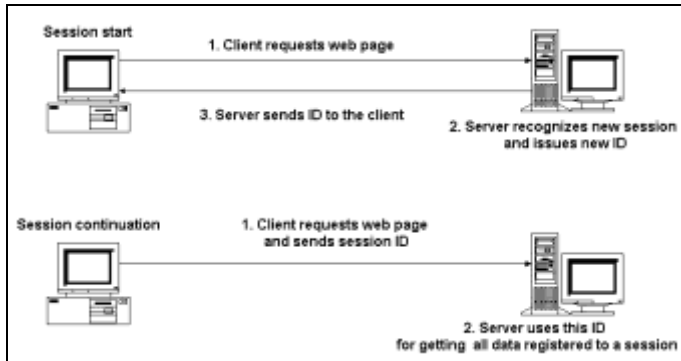 Session start
1. Client requests web page
3. Server sends ID to the client
2. Server recognizes new session
and issues new ID
Session continuation
1. Client requests web page
and sends session ID
2. Server uses this ID
for getting all data registered to a session